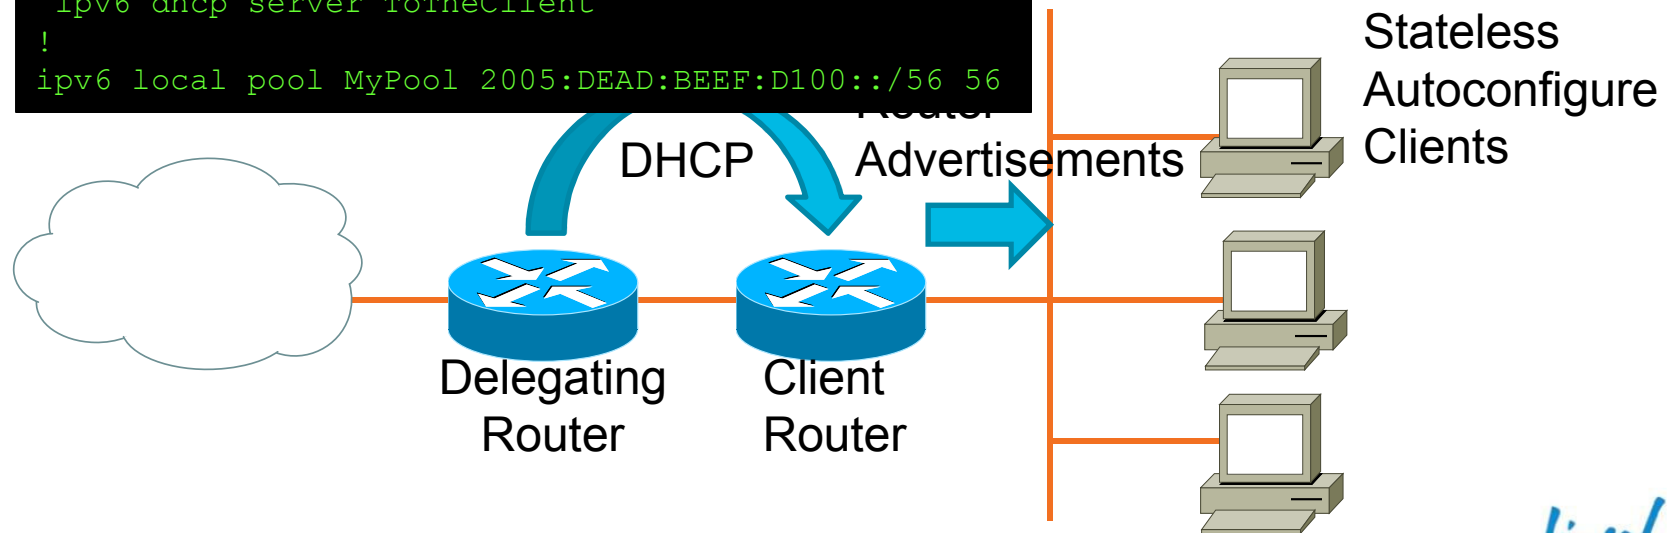 ipv6 dhcp server ToTheClient
!
ipv6 local pool MyPool 2005:DEAD:BEEF:D100::/56 56
Stateless
Autoconfigure
Clients
DHCP
Router
Advertisements
Delegating
Router
Client
Router